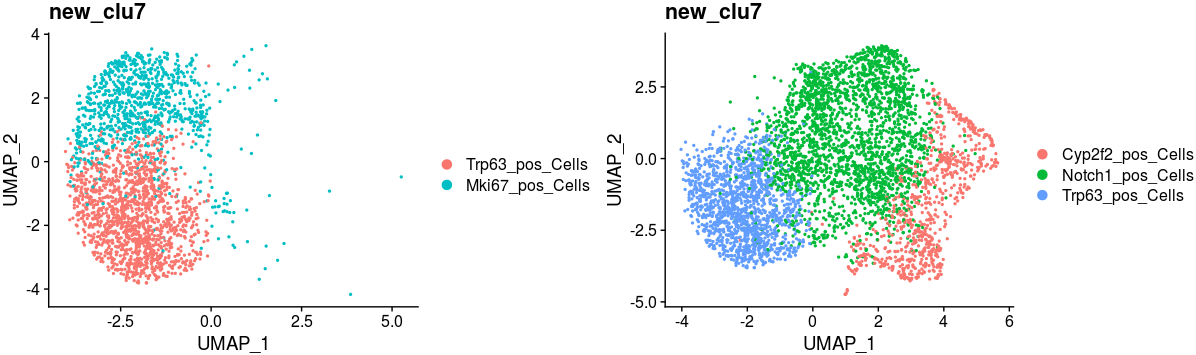 new_clu7
4
2
0
-2
-4
UMAP_2
-2.5
0.0
2.5
5.0
UMAP_1
Trp63_pos_Cells
Mki67_pos_Cells
new_clu7
2.5
0.0
-2.5
-5.0
UMAP_2
-4
-2
0
2
4
6
UMAP_1
Cyp2f2_pos_Cells
Notch1_pos_Cells
Trp63_pos_Cells